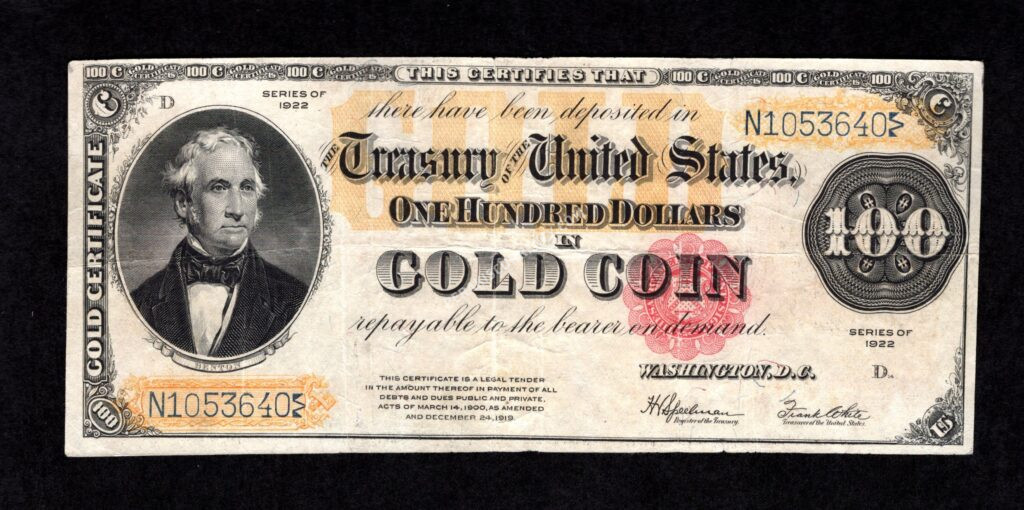 100 C GOLD CERTIFICATE 100 C GOLD CERTIFICATE 100 C GOLD CERTIFICATE THIS CERTIFIES THAT 100 C GOLD CERTIFICATE 100 C GOLD CERTIFICATE 100
C
D
SERIES OF
1922
there have been deposited in
N1053640
C
GOLD
THE Treasury OF THE United States,
ONE HUNDRED DOLLARS
IN
GOLD COIN
100
repayable to the bearer on demand.
GOLD CERTIFICATE
BENTON
SERIES OF
1922
WASHINGTON, D.C.
D.
THIS CERTIFICATE IS A LEGAL TENDER
IN THE AMOUNT THEREOF IN PAYMENT OF ALL
DEBTS AND DUES PUBLIC AND PRIVATE.
ACTS OF MARCH 14, 1900, AS AMENDED
AND DECEMBER 24, 1919.
N1053640
H V Speelman
Register of the Treasury.
Frank White
Treasurer of the United States.
100